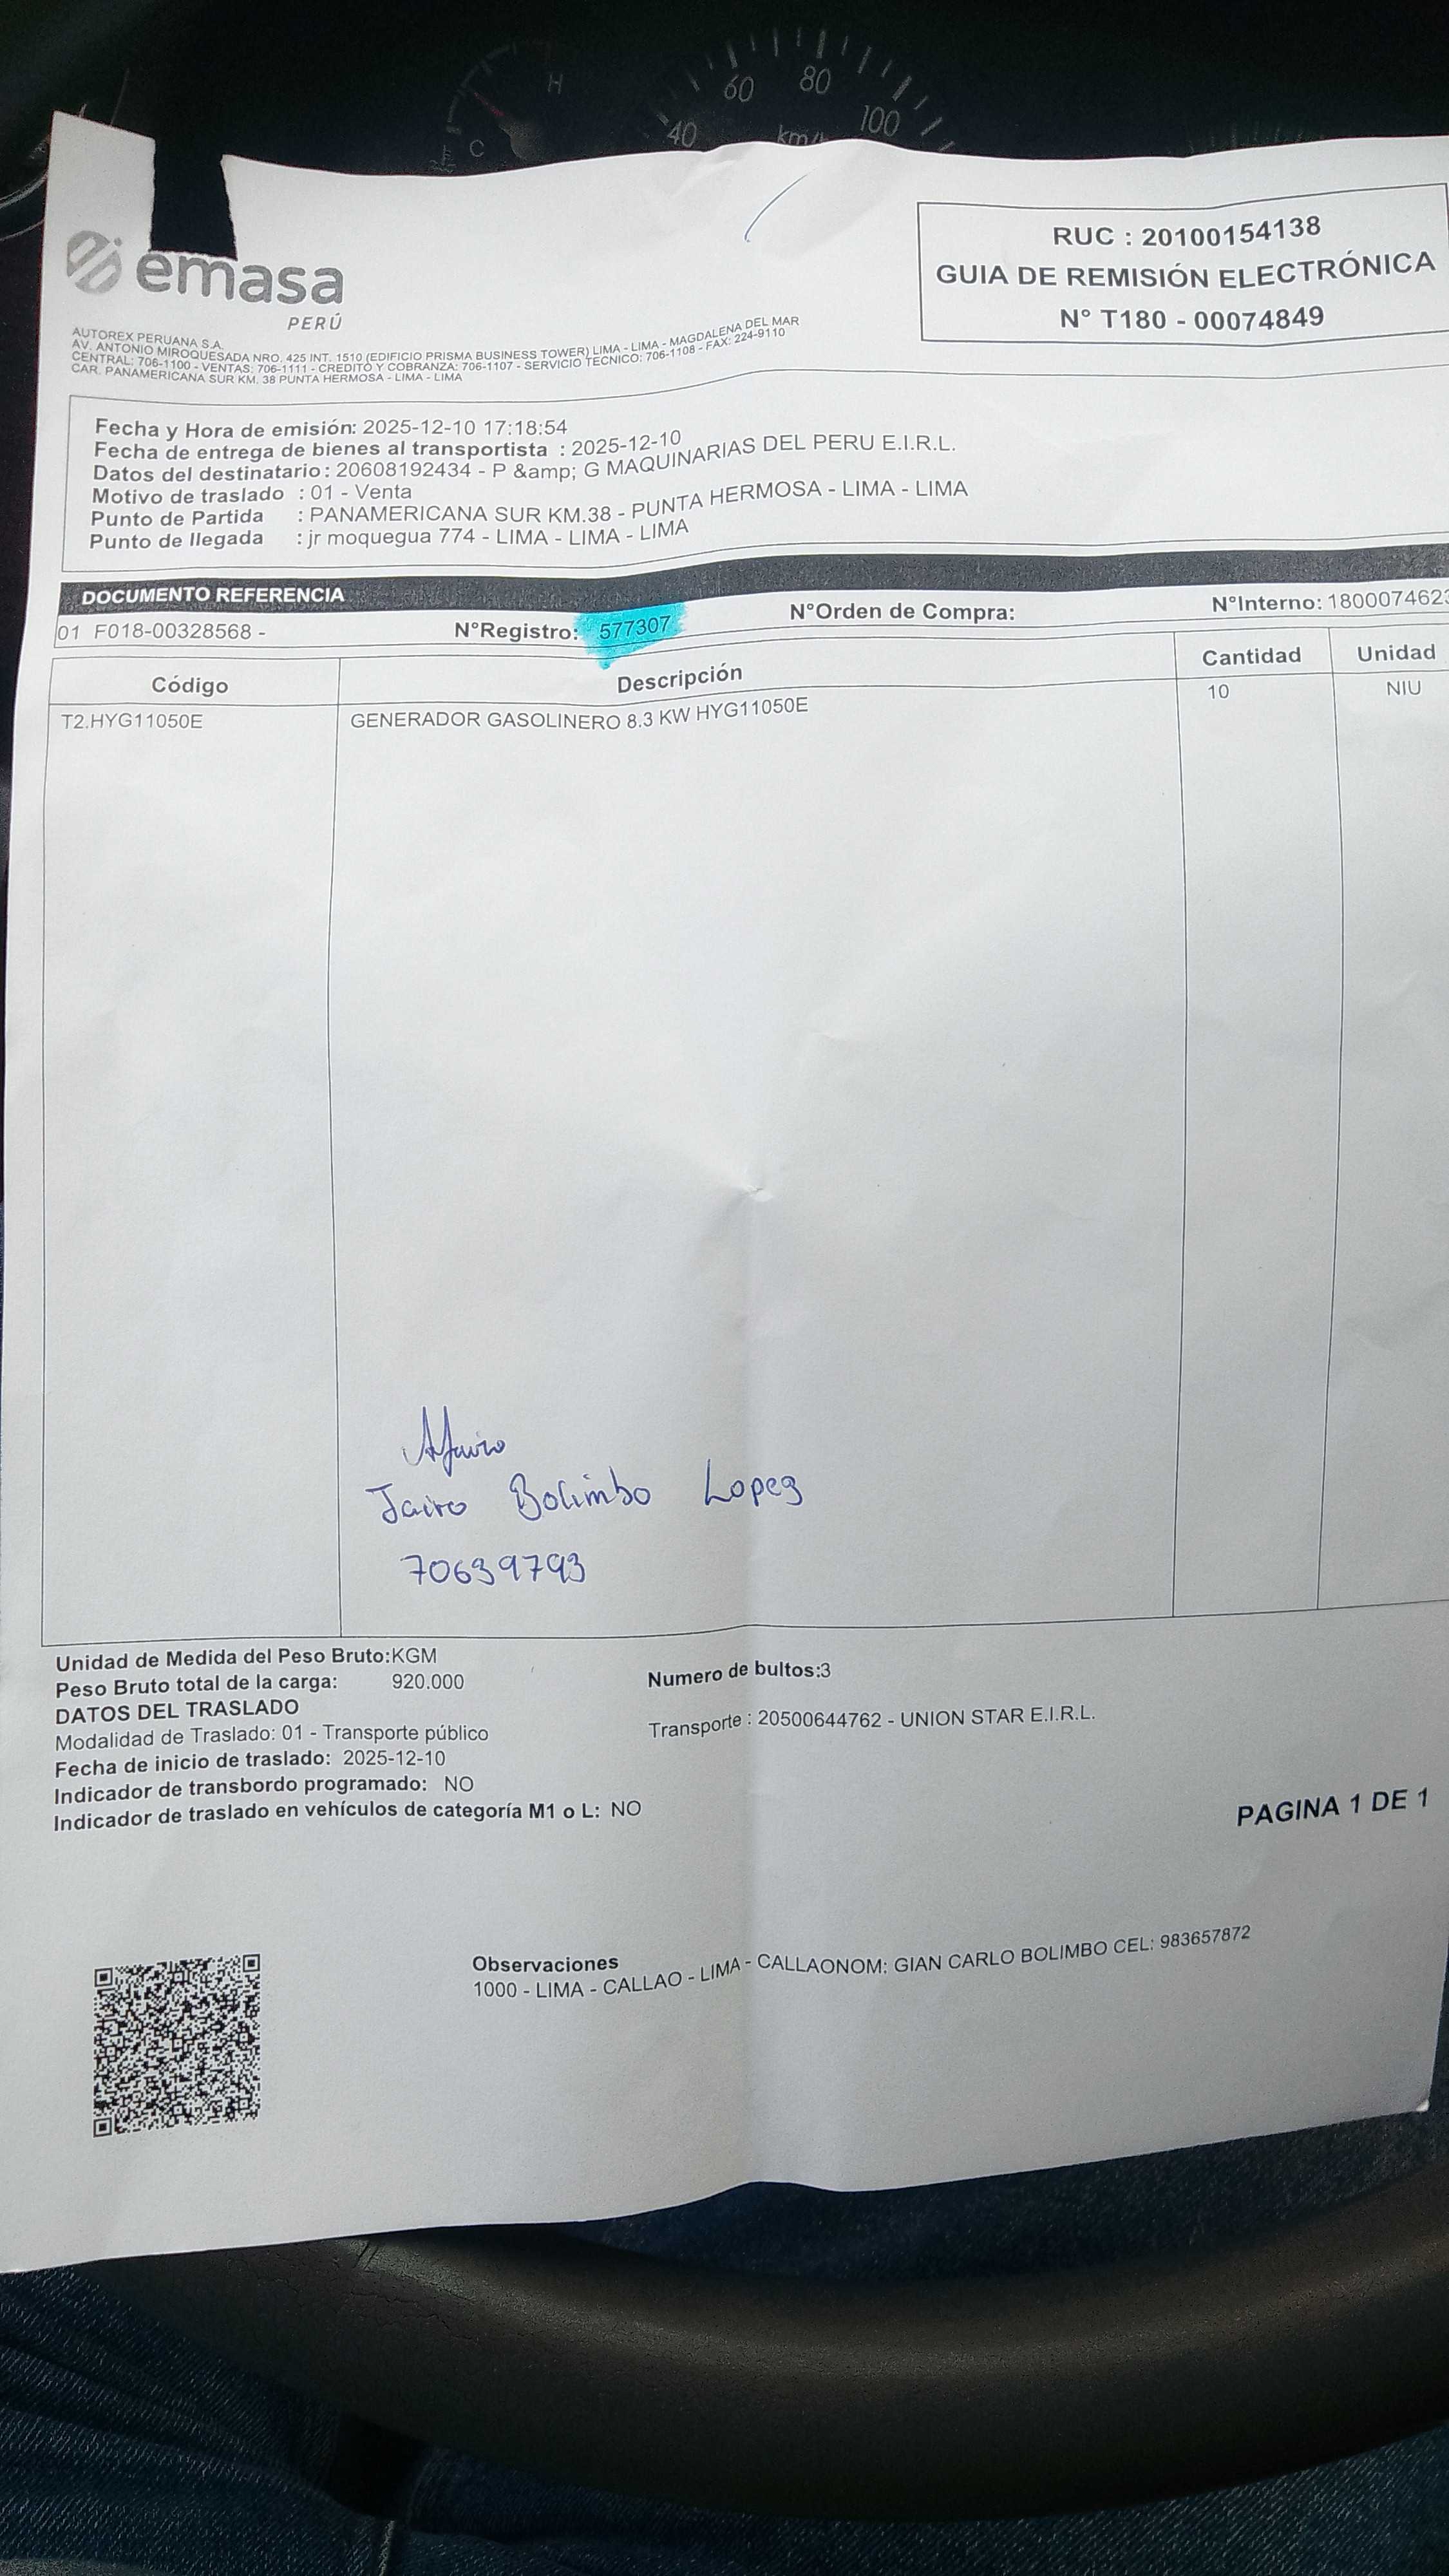 H
C
40
60
80
100
km/
emasa
PERÚ
RUC : 20100154138
GUIA DE REMISIÓN ELECTRÓNICA
N° T180 - 00074849
AUTOREX PERUANA S.A.
AV. ANTONIO MIROQUESADA NRO. 425 INT. 1510 (EDIFICIO PRISMA BUSINESS TOWER) LIMA - LIMA - MAGDALENA DEL MAR
CENTRAL: 706-1100 - VENTAS: 706-1111 - CREDITO Y COBRANZA: 706-1107 - SERVICIO TECNICO: 706-1108 - FAX: 224-9110
CAR. PANAMERICANA SUR KM. 38 PUNTA HERMOSA - LIMA - LIMA
Fecha y Hora de emisión: 2025-12-10 17:18:54
Fecha de entrega de bienes al transportista : 2025-12-10
Datos del destinatario : 20608192434 - P &amp; G MAQUINARIAS DEL PERU E.I.R.L.
Motivo de traslado : 01 - Venta
Punto de Partida : PANAMERICANA SUR KM.38 - PUNTA HERMOSA - LIMA - LIMA
Punto de llegada : jr moquegua 774 - LIMA - LIMA - LIMA
DOCUMENTO REFERENCIA
01 F018-00328568 - N°Registro: 577307 N°Orden de Compra: N°Interno: 1800074623
Código Descripción Cantidad Unidad
T2.HYG11050E GENERADOR GASOLINERO 8.3 KW HYG11050E 10 NIU
Jairo Bolimbo Lopez
70639793
Unidad de Medida del Peso Bruto:KGM
Peso Bruto total de la carga: 920.000 Numero de bultos:3
DATOS DEL TRASLADO
Modalidad de Traslado: 01 - Transporte público Transporte : 20500644762 - UNION STAR E.I.R.L.
Fecha de inicio de traslado: 2025-12-10
Indicador de transbordo programado: NO
Indicador de traslado en vehículos de categoría M1 o L: NO
PAGINA 1 DE 1
Observaciones
1000 - LIMA - CALLAO - LIMA - CALLAONOM: GIAN CARLO BOLIMBO CEL: 983657872